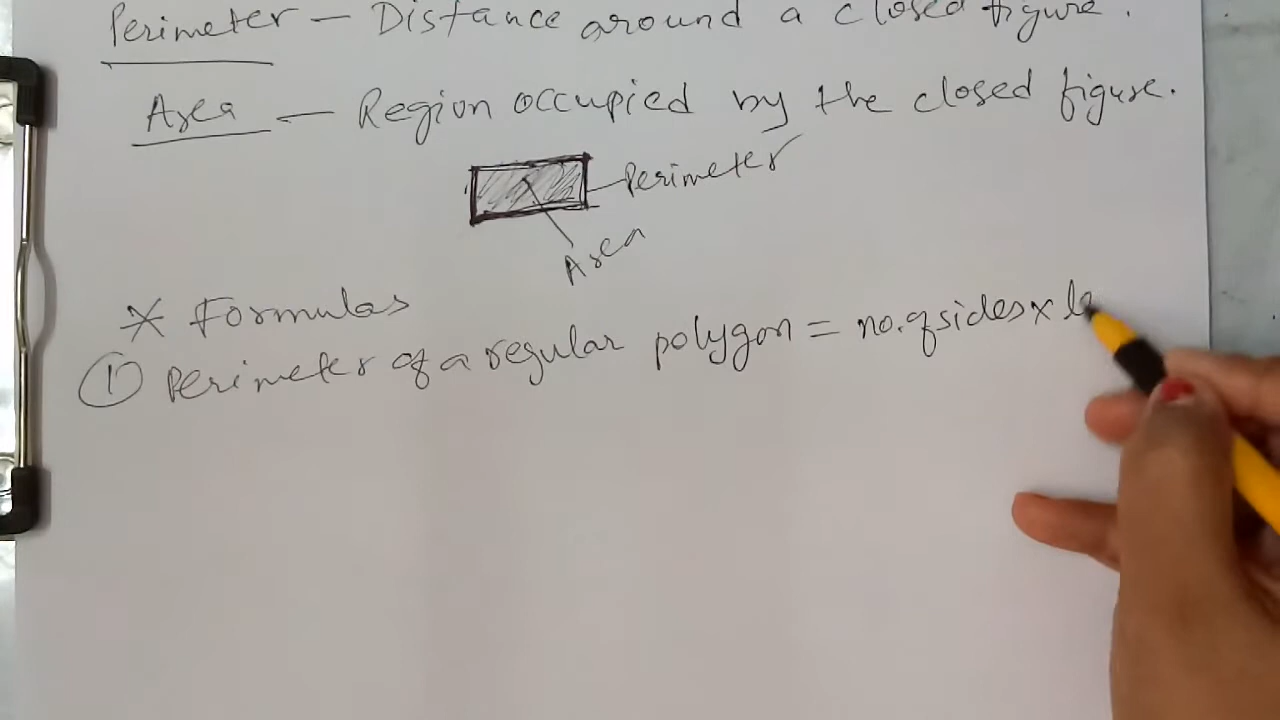 Perimeter - Distance around a closed figure.
Area - Region occupied by the closed figure.
Perimeter
Area
* Formulas
① Perimeter of a regular polygon = no. of sides x